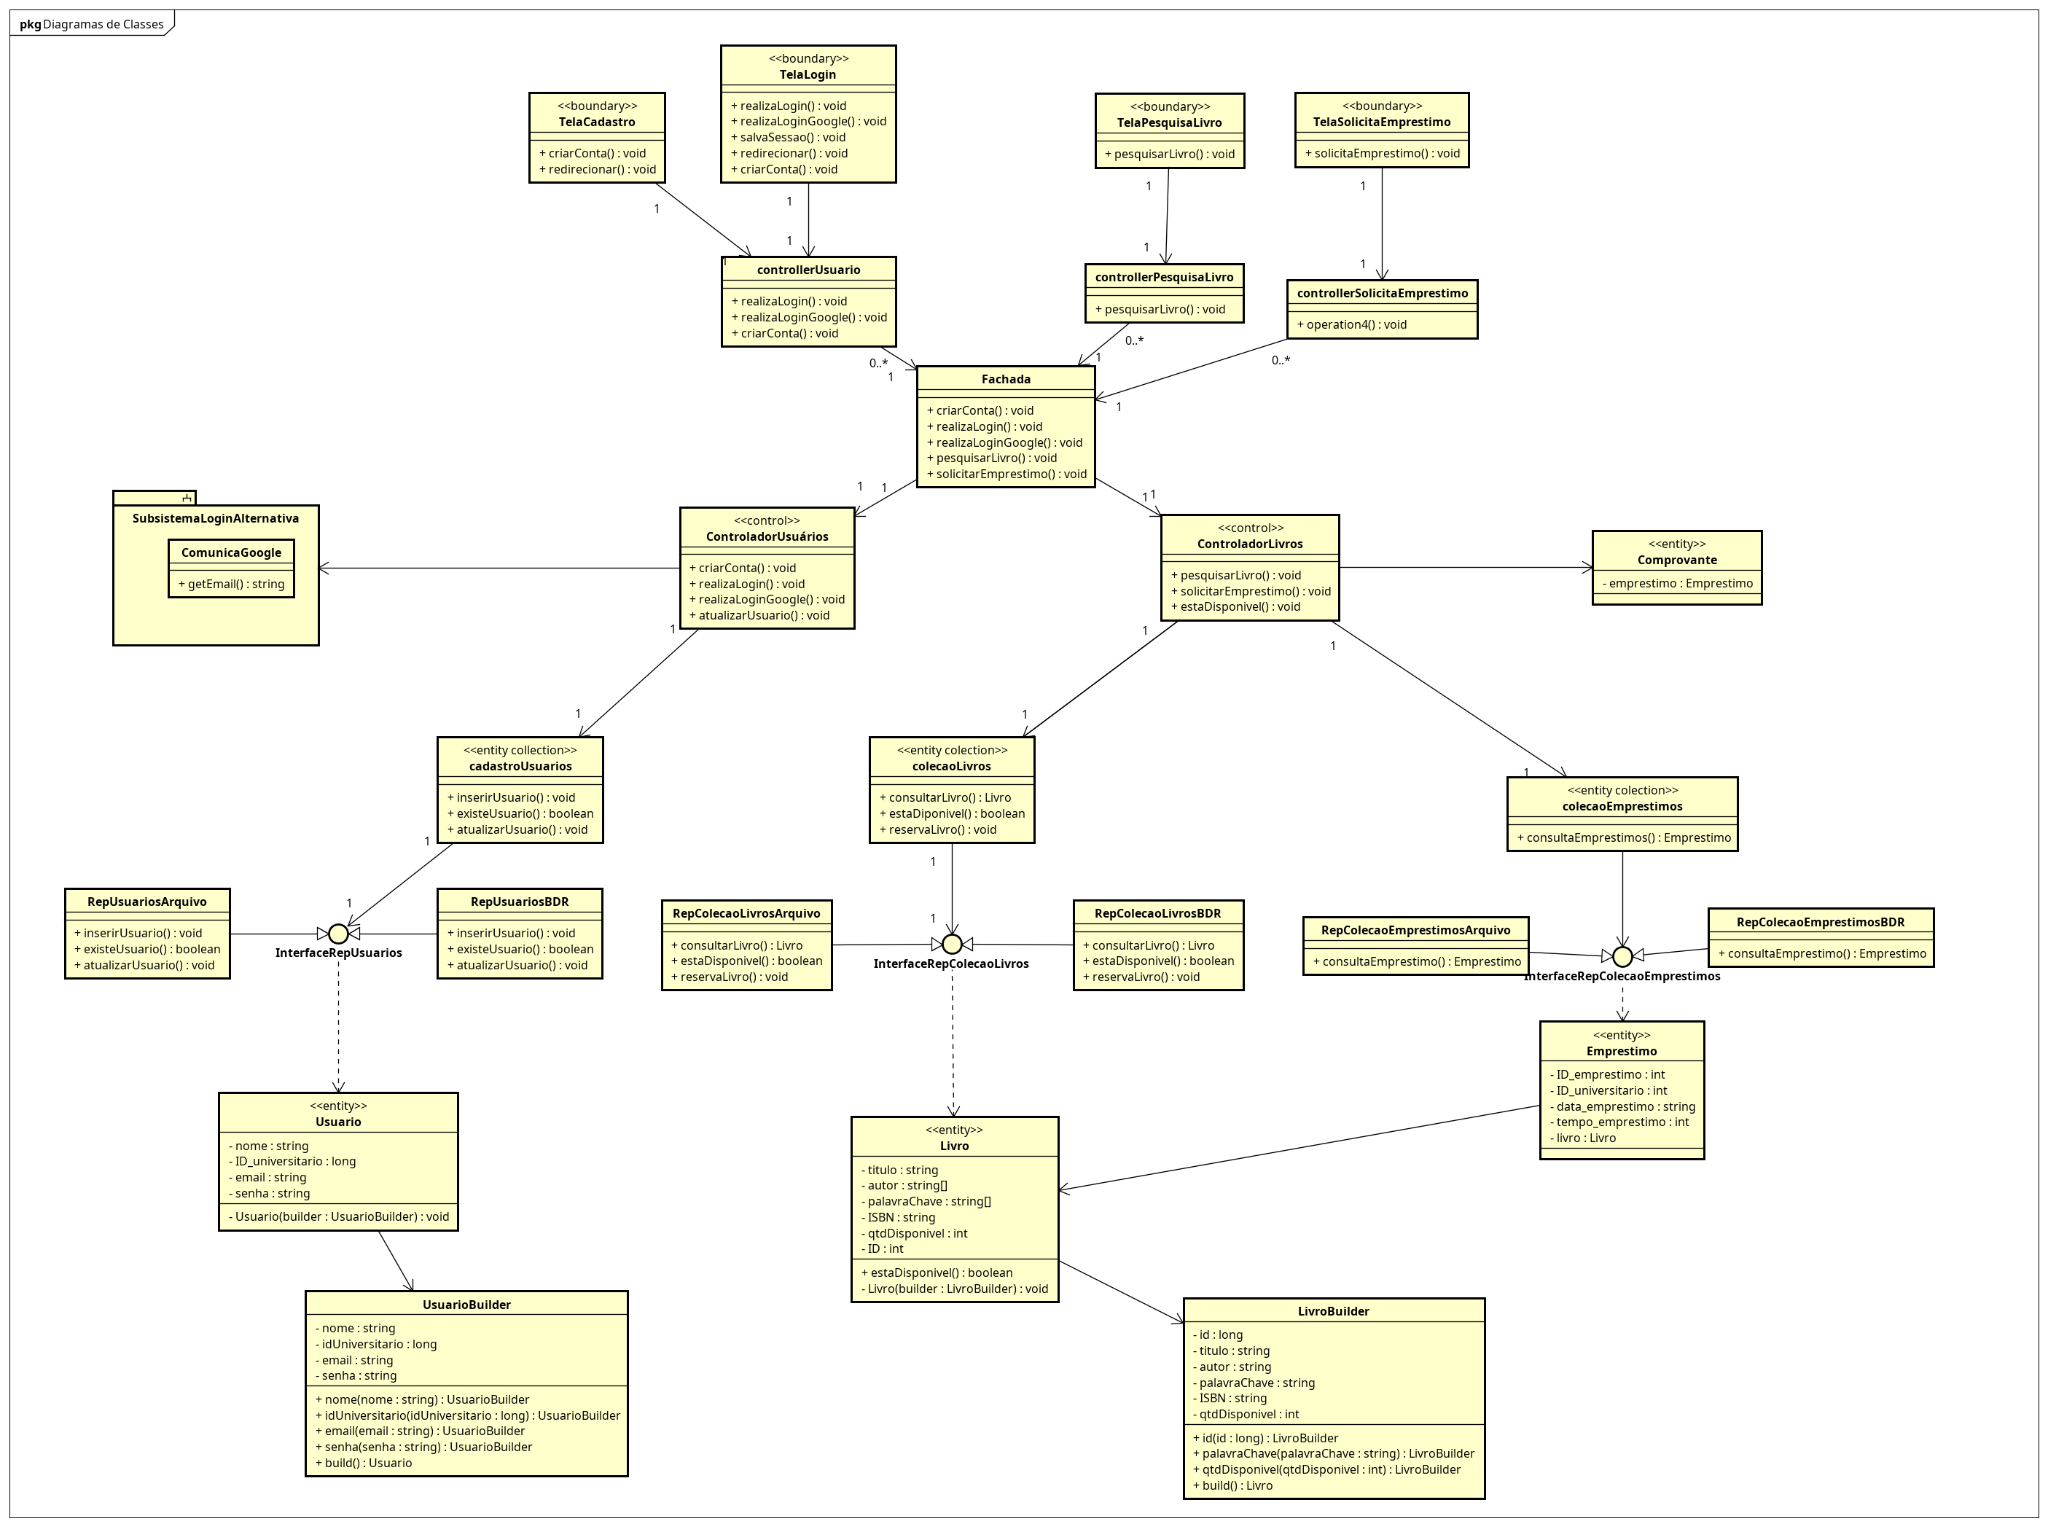 pkg Diagramas de Classes
<<boundary>>
TelaCadastro
+ criarConta() : void
+ redirecionar() : void
<<boundary>>
TelaLogin
+ realizaLogin() : void
+ realizaLoginGoogle() : void
+ salvaSessao() : void
+ redirecionar() : void
+ criarConta() : void
<<boundary>>
TelaPesquisaLivro
+ pesquisarLivro() : void
<<boundary>>
TelaSolicitaEmprestimo
+ solicitaEmprestimo() : void
1
1
1
1
1
1
1
1
controllerUsuario
+ realizaLogin() : void
+ realizaLoginGoogle() : void
+ criarConta() : void
controllerPesquisaLivro
+ pesquisarLivro() : void
controllerSolicitaEmprestimo
+ operation4() : void
0..*
1
0..*
1
0..*
1
Fachada
+ criarConta() : void
+ realizaLogin() : void
+ realizaLoginGoogle() : void
+ pesquisarLivro() : void
+ solicitarEmprestimo() : void
1
1
1
1
SubsistemaLoginAlternativa
ComunicaGoogle
+ getEmail() : string
<<control>>
ControladorUsuários
+ criarConta() : void
+ realizaLogin() : void
+ realizaLoginGoogle() : void
+ atualizarUsuario() : void
<<control>>
ControladorLivros
+ pesquisarLivro() : void
+ solicitarEmprestimo() : void
+ estaDisponivel() : void
<<entity>>
Comprovante
- emprestimo : Emprestimo
1
1
1
1
1
1
<<entity collection>>
cadastroUsuarios
+ inserirUsuario() : void
+ existeUsuario() : boolean
+ atualizarUsuario() : void
<<entity colection>>
colecaoLivros
+ consultarLivro() : Livro
+ estaDiponivel() : boolean
+ reservaLivro() : void
<<entity colection>>
colecaoEmprestimos
+ consultaEmprestimos() : Emprestimo
1
1
1
1
RepUsuariosArquivo
+ inserirUsuario() : void
+ existeUsuario() : boolean
+ atualizarUsuario() : void
InterfaceRepUsuarios
RepUsuariosBDR
+ inserirUsuario() : void
+ existeUsuario() : boolean
+ atualizarUsuario() : void
RepColecaoLivrosArquivo
+ consultarLivro() : Livro
+ estaDisponivel() : boolean
+ reservaLivro() : void
InterfaceRepColecaoLivros
RepColecaoLivrosBDR
+ consultarLivro() : Livro
+ estaDisponivel() : boolean
+ reservaLivro() : void
RepColecaoEmprestimosArquivo
+ consultaEmprestimo() : Emprestimo
InterfaceRepColecaoEmprestimos
RepColecaoEmprestimosBDR
+ consultaEmprestimo() : Emprestimo
<<entity>>
Usuario
- nome : string
- ID_universitario : long
- email : string
- senha : string
- Usuario(builder : UsuarioBuilder) : void
<<entity>>
Livro
- titulo : string
- autor : string[]
- palavraChave : string[]
- ISBN : string
- qtdDisponivel : int
- ID : int
+ estaDisponivel() : boolean
- Livro(builder : LivroBuilder) : void
<<entity>>
Emprestimo
- ID_emprestimo : int
- ID_universitario : int
- data_emprestimo : string
- tempo_emprestimo : int
- livro : Livro
UsuarioBuilder
- nome : string
- idUniversitario : long
- email : string
- senha : string
+ nome(nome : string) : UsuarioBuilder
+ idUniversitario(idUniversitario : long) : UsuarioBuilder
+ email(email : string) : UsuarioBuilder
+ senha(senha : string) : UsuarioBuilder
+ build() : Usuario
LivroBuilder
- id : long
- titulo : string
- autor : string
- palavraChave : string
- ISBN : string
- qtdDisponivel : int
+ id(id : long) : LivroBuilder
+ palavraChave(palavraChave : string) : LivroBuilder
+ qtdDisponivel(qtdDisponivel : int) : LivroBuilder
+ build() : Livro